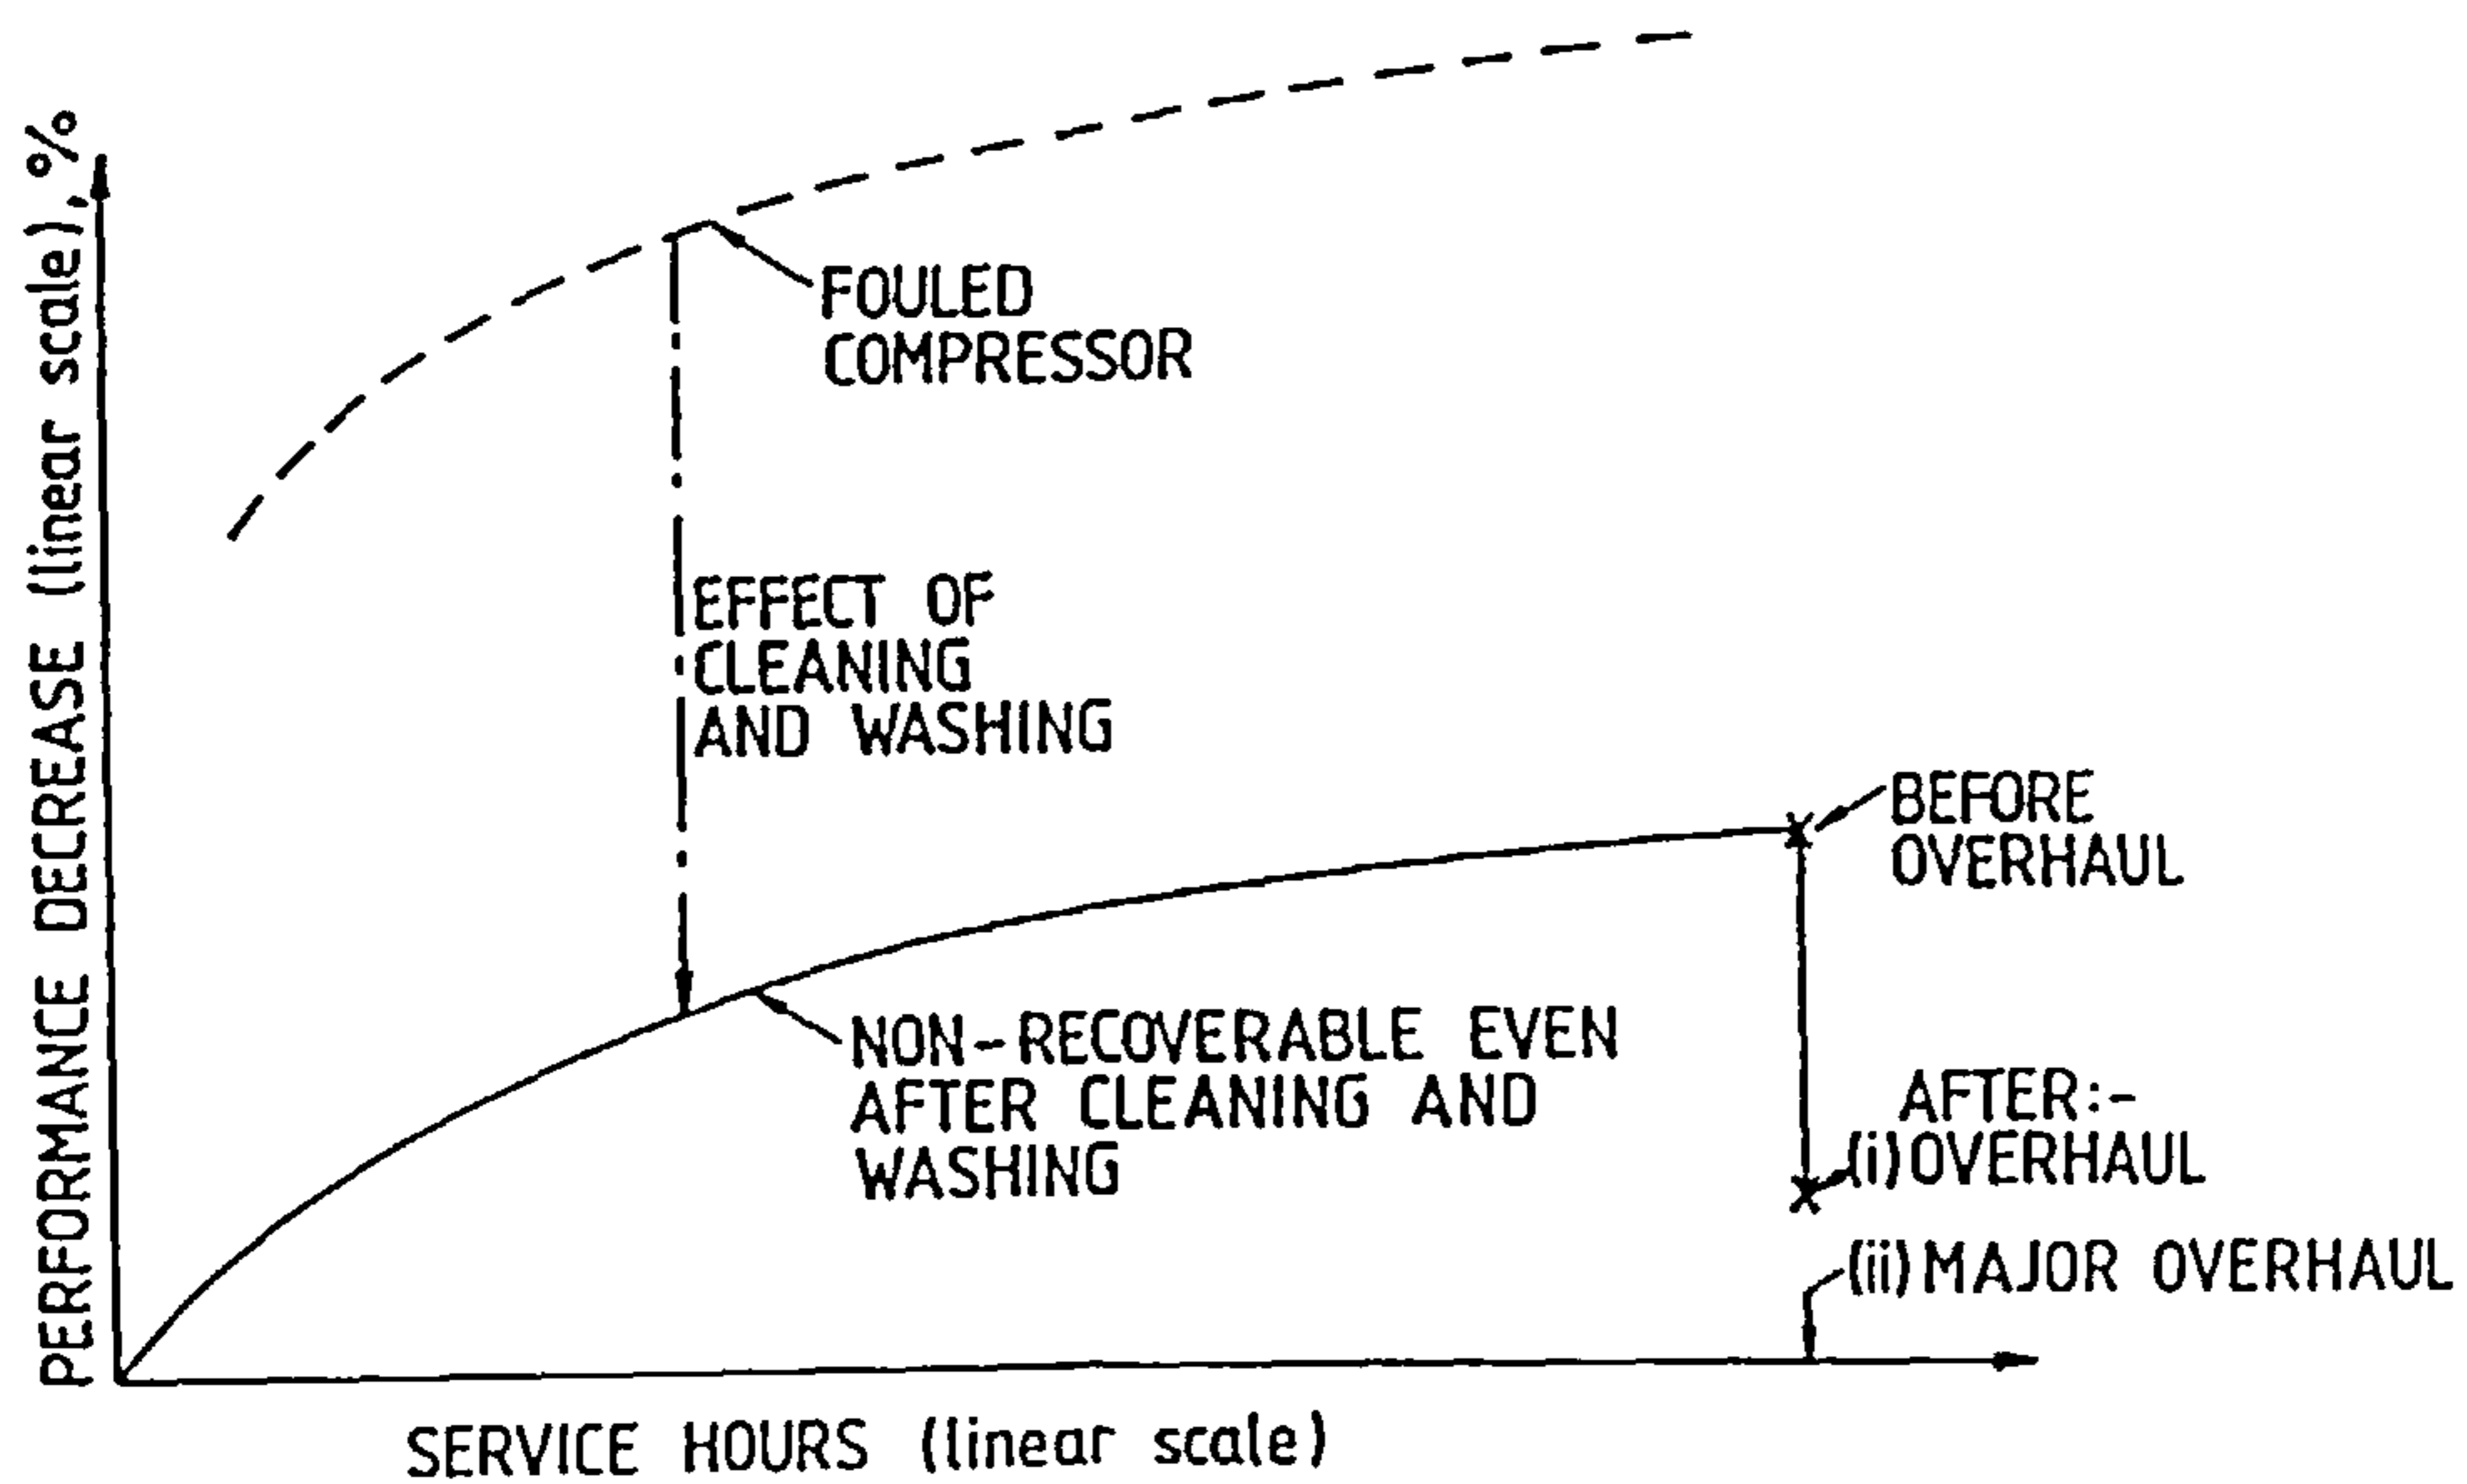 PERFORMANCE DECREASE (linear scale),%
FOULED
COMPRESSOR
EFFECT OF
CLEANING
AND WASHING
BEFORE
OVERHAUL
NON-RECOVERABLE EVEN
AFTER CLEANING AND
WASHING
AFTER:-
(i) OVERHAUL
(ii) MAJOR OVERHAUL
SERVICE HOURS (linear scale)